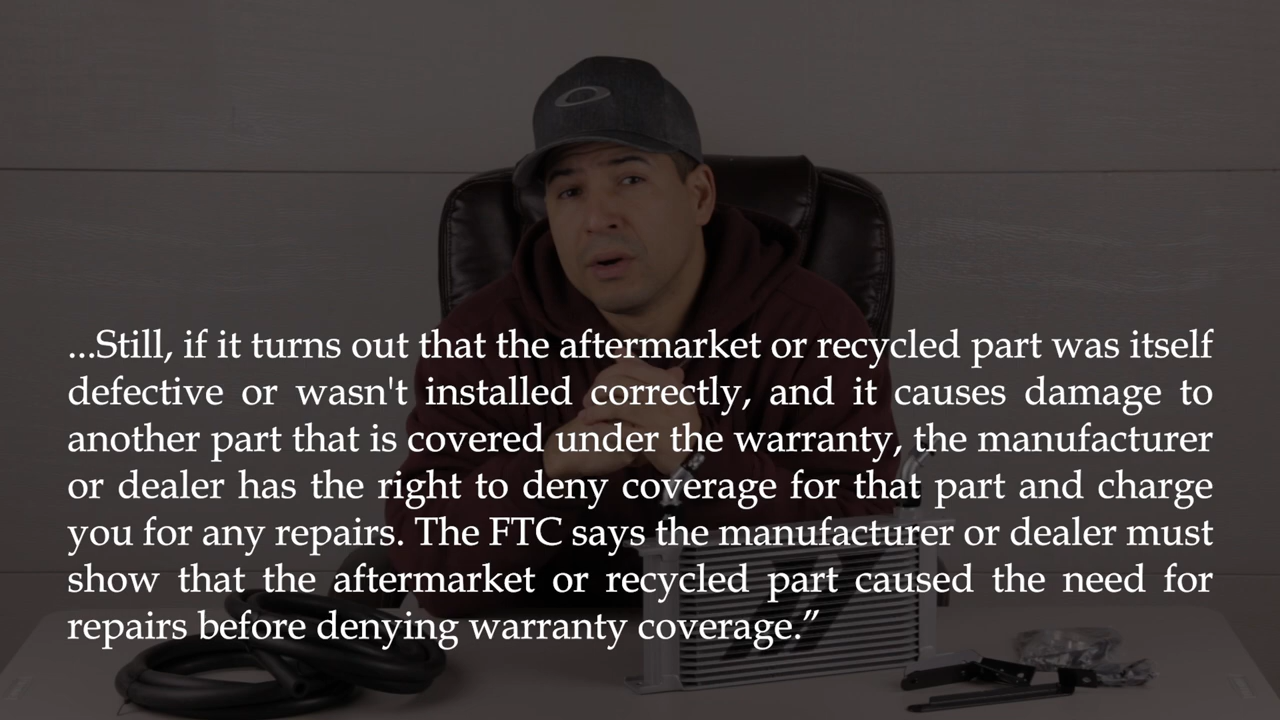 ...Still, if it turns out that the aftermarket or recycled part was itself
defective or wasn't installed correctly, and it causes damage to
another part that is covered under the warranty, the manufacturer
or dealer has the right to deny coverage for that part and charge
you for any repairs. The FTC says the manufacturer or dealer must
show that the aftermarket or recycled part caused the need for
repairs before denying warranty coverage.”